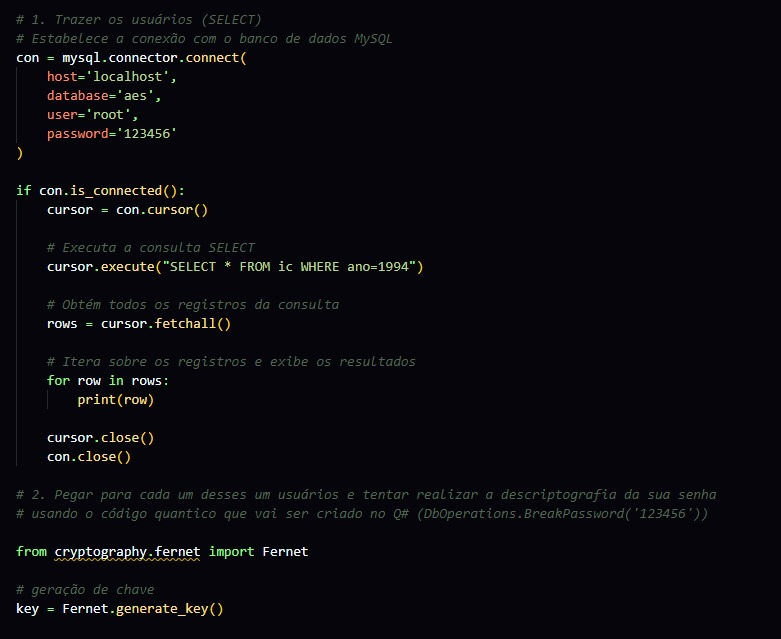 # 1. Trazer os usuários (SELECT)
# Estabelece a conexão com o banco de dados MySQL
con = mysql.connector.connect(
    host='localhost',
    database='aes',
    user='root',
    password='123456'
)
if con.is_connected():
    cursor = con.cursor()
    # Executa a consulta SELECT
    cursor.execute("SELECT * FROM ic WHERE ano=1994")
    # Obtém todos os registros da consulta
    rows = cursor.fetchall()
    # Itera sobre os registros e exibe os resultados
    for row in rows:
        print(row)
    cursor.close()
    con.close()
# 2. Pegar para cada um desses um usuários e tentar realizar a descriptografia da sua senha
# usando o código quantico que vai ser criado no Q# (DbOperations.BreakPassword('123456'))
from cryptography.fernet import Fernet
# geração de chave
key = Fernet.generate_key()